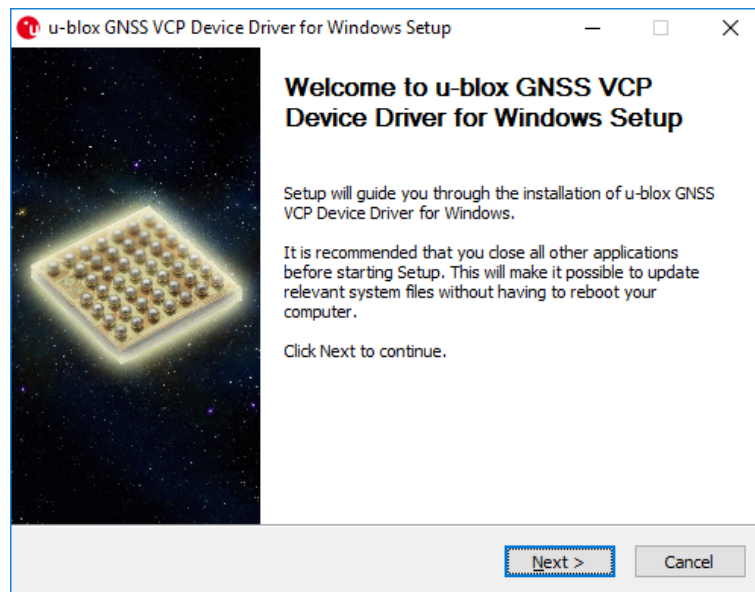 u-blox GNSS VCP Device Driver for Windows Setup
Welcome to u-blox GNSS VCP
Device Driver for Windows Setup
Setup will guide you through the installation of u-blox GNSS
VCP Device Driver for Windows.
It is recommended that you close all other applications
before starting Setup. This will make it possible to update
relevant system files without having to reboot your
computer.
Click Next to continue.
Next >
Cancel